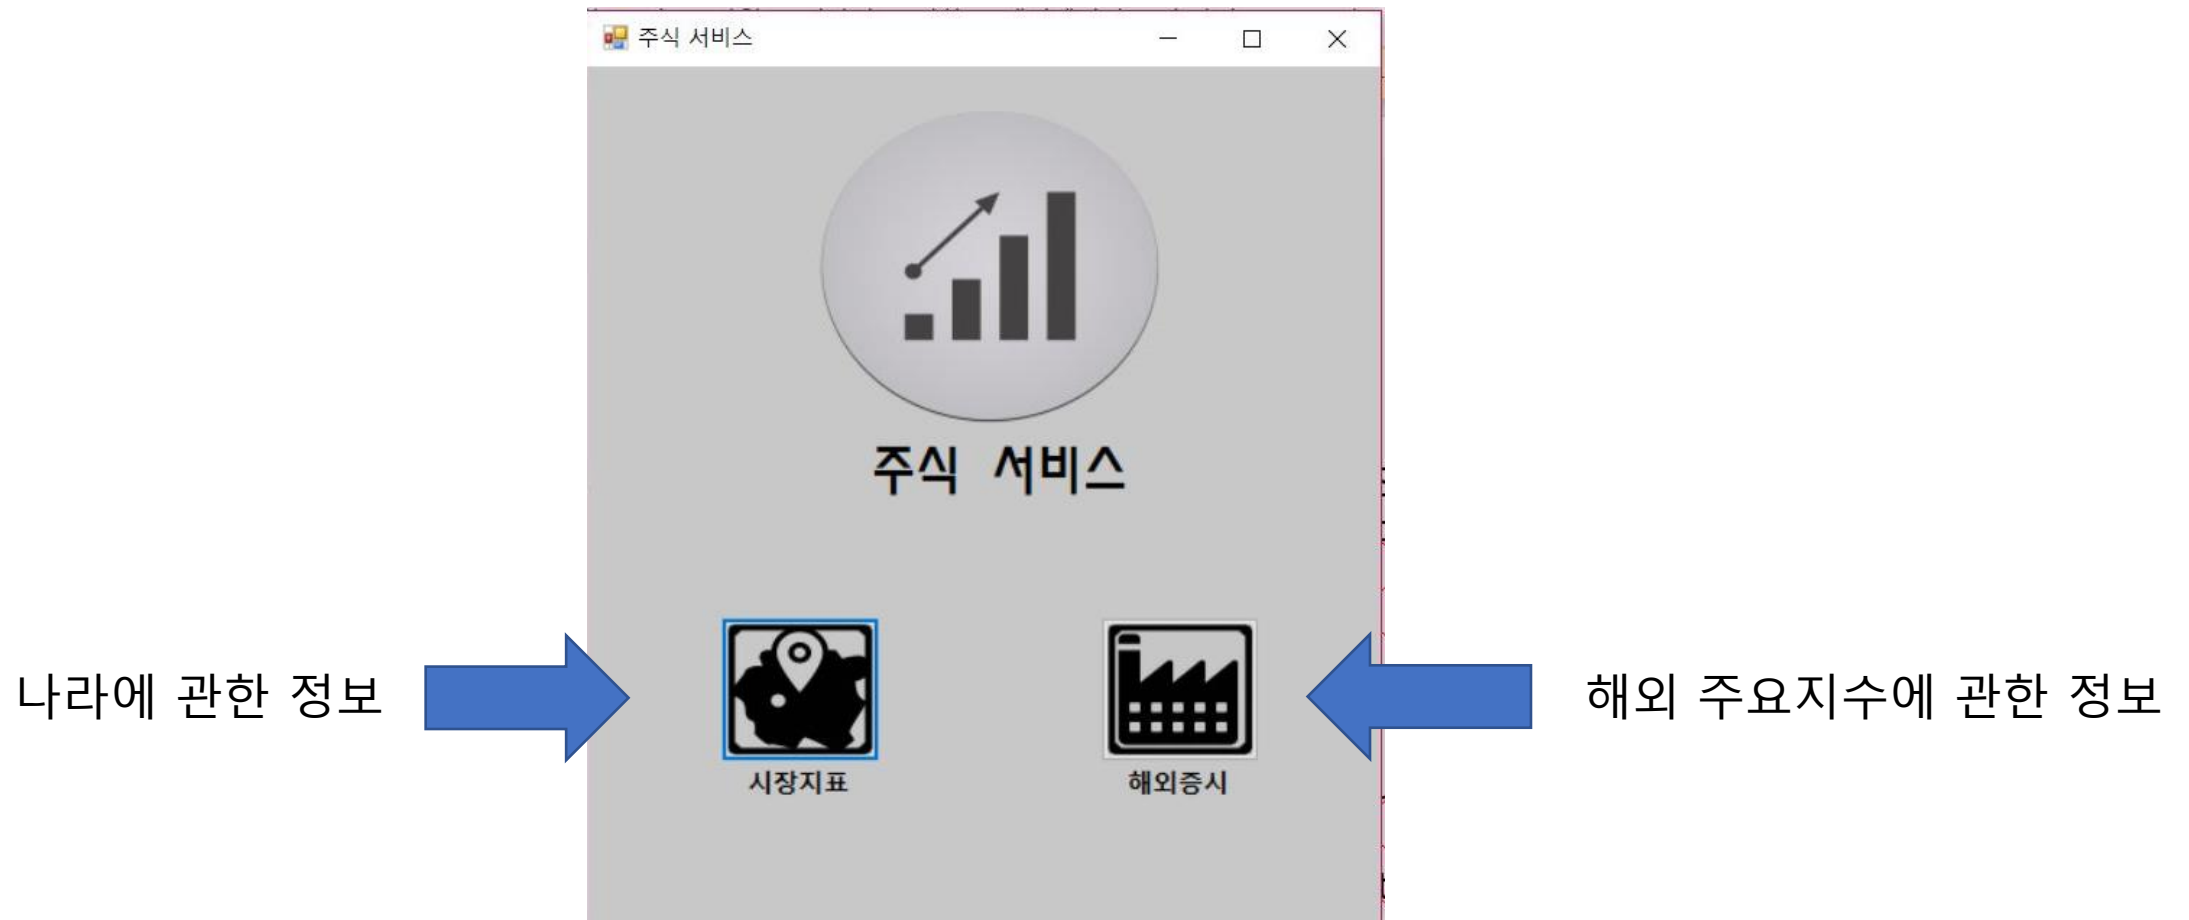 주식 서비스
주식 서비스
나라에 관한 정보
해외 주요지수에 관한 정보
시장지표
해외증시